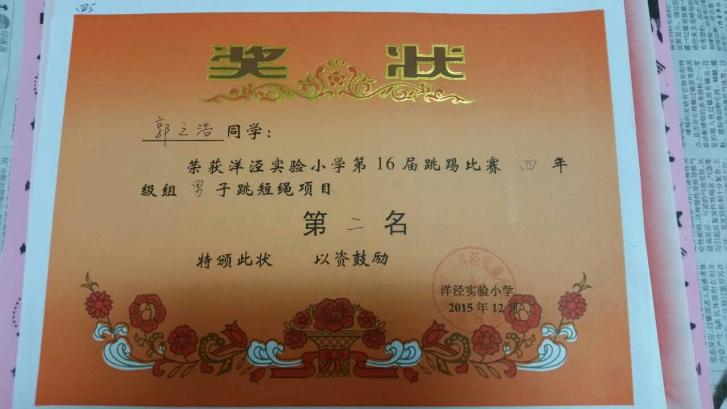 奖状
郭立浩同学：
荣获洋泾实验小学第16届跳踢比赛四年
级组男子跳短绳项目
第二名
特颁此状 以资鼓励
洋泾实验小学
2015年12月